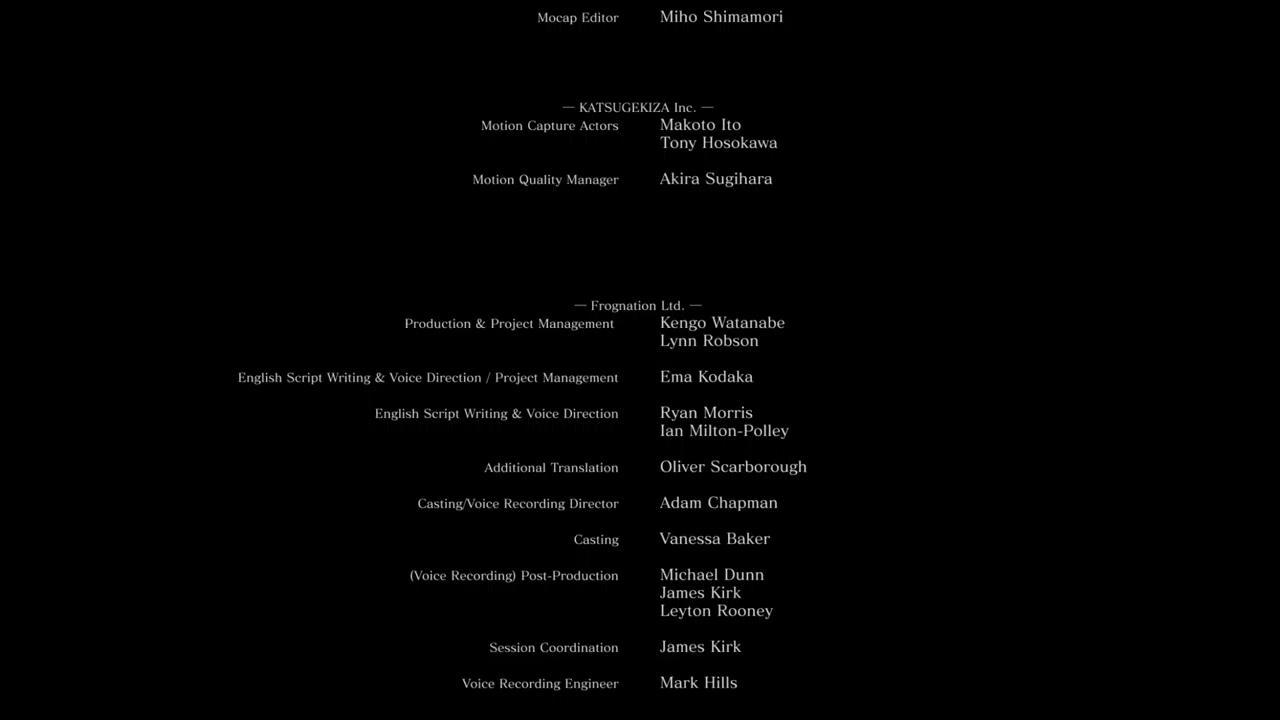 Mocap Editor Miho Shimamori
— KATSUGEKIZA Inc. —
Motion Capture Actors Makoto Ito
Tony Hosokawa
Motion Quality Manager Akira Sugihara
— Frognation Ltd. —
Production & Project Management Kengo Watanabe
Lynn Robson
English Script Writing & Voice Direction / Project Management Ema Kodaka
English Script Writing & Voice Direction Ryan Morris
Ian Milton-Polley
Additional Translation Oliver Scarborough
Casting/Voice Recording Director Adam Chapman
Casting Vanessa Baker
(Voice Recording) Post-Production Michael Dunn
James Kirk
Leyton Rooney
Session Coordination James Kirk
Voice Recording Engineer Mark Hills